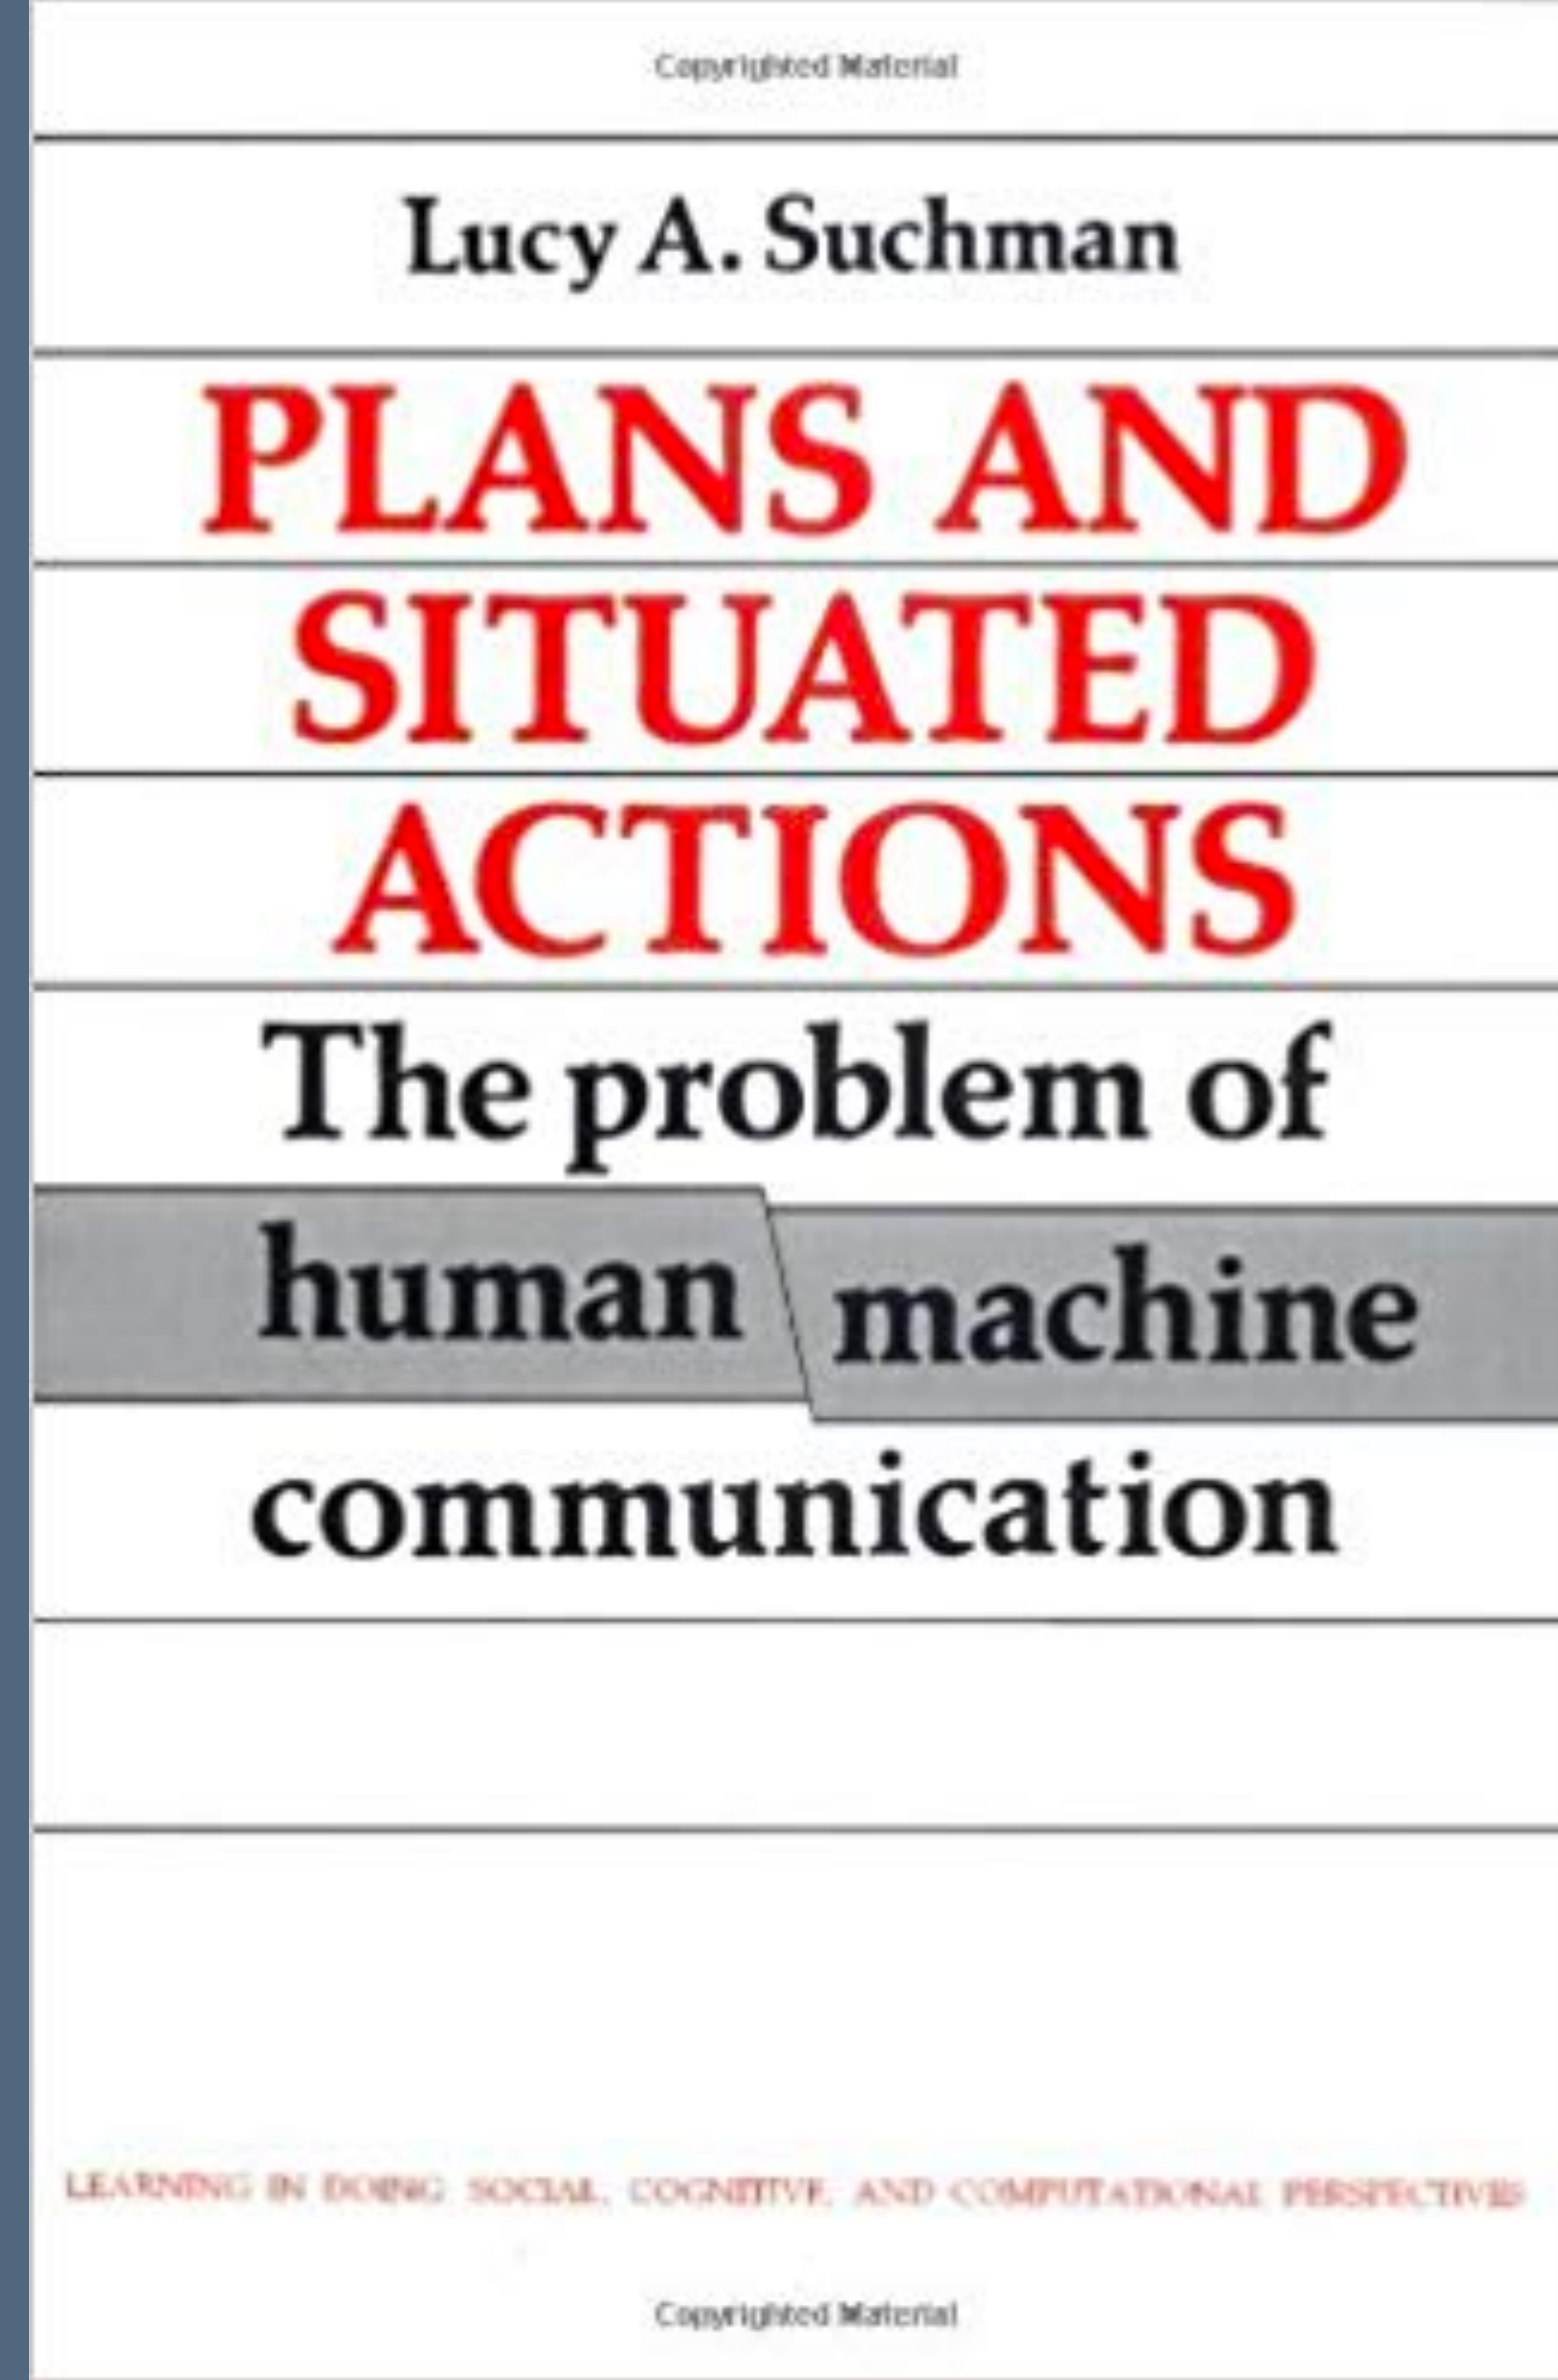 Copyrighted Material
Lucy A. Suchman
PLANS AND
SITUATED
ACTIONS
The problem of
human machine
communication
LEARNING IN DOING: SOCIAL, COGNITIVE, AND COMPUTATIONAL PERSPECTIVES
Copyrighted Material